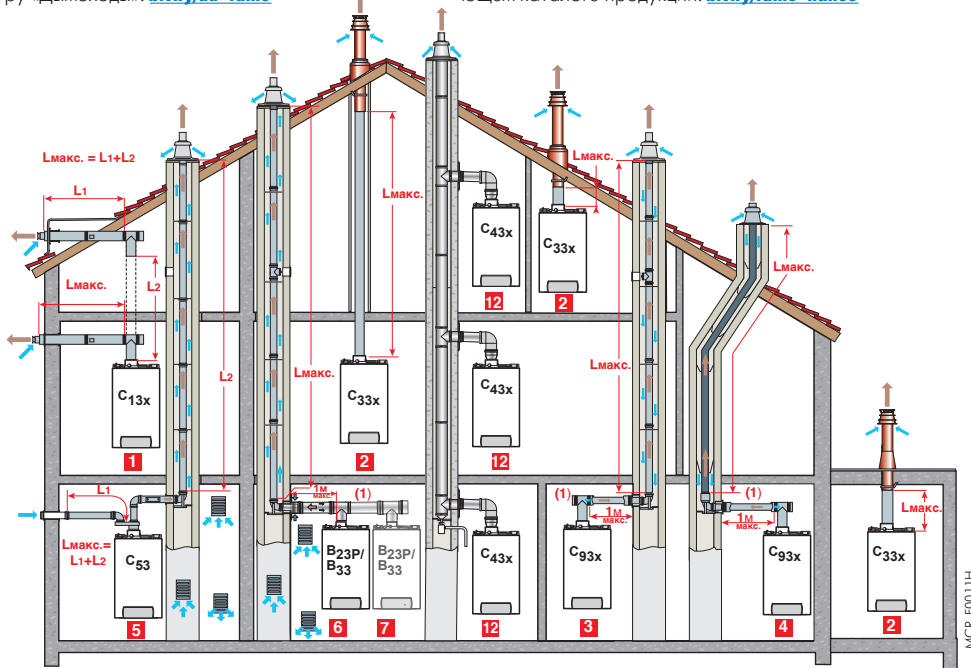 Lмакс. = L1+L2
L1
L2
Lмакс.
C13x
1
L1
Lмакс.=
L1+L2
C53
5
L2
Lмакс.
1м
макс.
(1)
B23P/
B33
6
B23P/
B33
7
Lмакс.
C33x
2
C43x
12
C43x
12
C43x
12
Lмакс.
C33x
2
Lмакс.
(1)
1м
макс.
C93x
3
Lмакс.
(1)
1м
макс.
C93x
4
Lмакс.
C33x
2